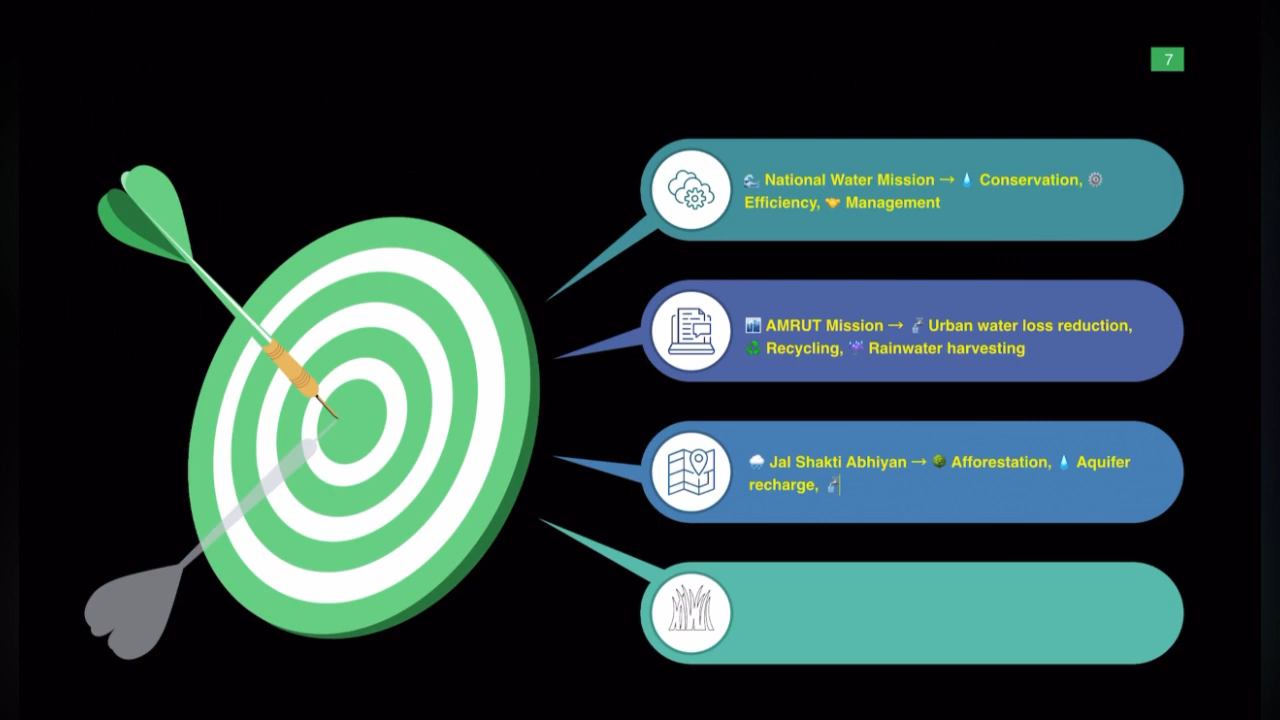 7
🌊 National Water Mission → 💧 Conservation, ⚙️
Efficiency, 🤝 Management
🏙️ AMRUT Mission → 🚰 Urban water loss reduction,
♻️ Recycling, ☔ Rainwater harvesting
🌧️ Jal Shakti Abhiyan → 🌳 Afforestation, 💧 Aquifer
recharge, 🚰